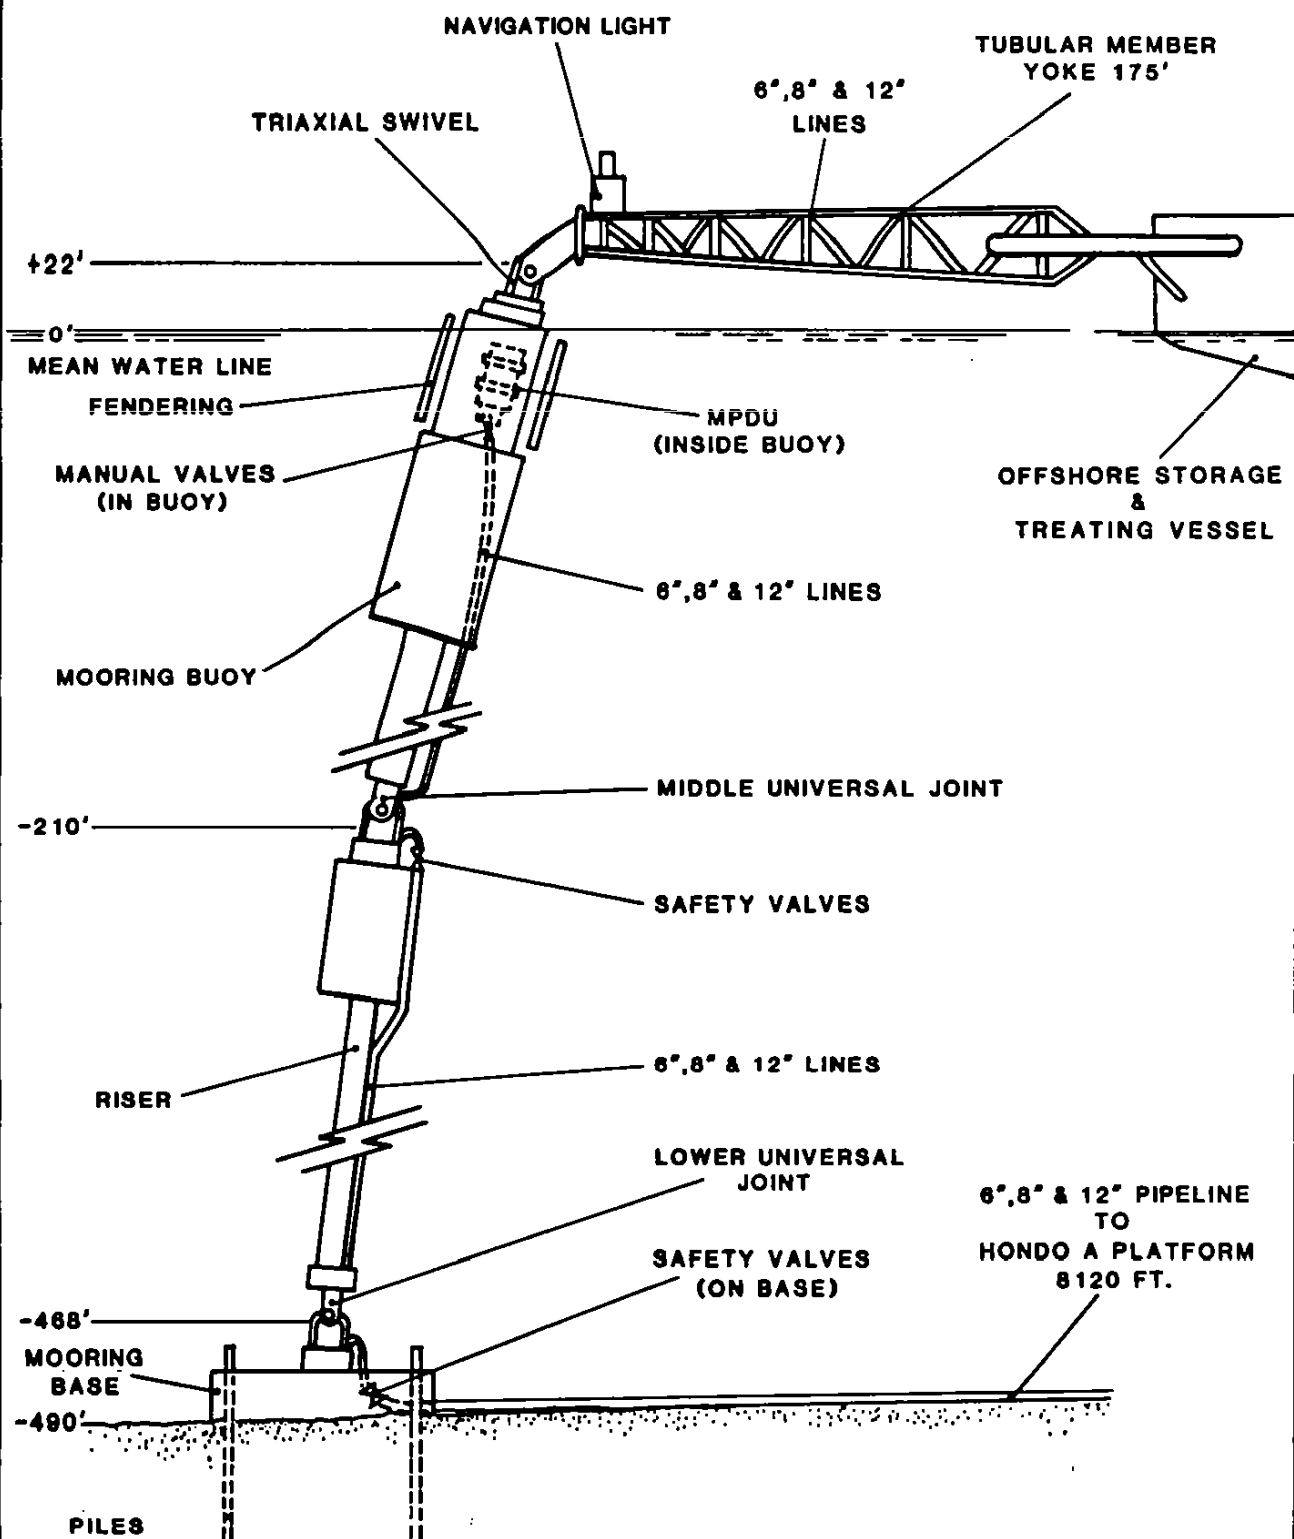 NAVIGATION LIGHT
TUBULAR MEMBER
YOKE 175'
6",8" & 12"
LINES
TRIAXIAL SWIVEL
+22'
0'
MEAN WATER LINE
FENDERING
MPDU
(INSIDE BUOY)
MANUAL VALVES
(IN BUOY)
OFFSHORE STORAGE
&
TREATING VESSEL
6",8" & 12" LINES
MOORING BUOY
MIDDLE UNIVERSAL JOINT
-210'
SAFETY VALVES
6",8" & 12" LINES
RISER
LOWER UNIVERSAL
JOINT
6",8" & 12" PIPELINE
TO
HONDO A PLATFORM
8120 FT.
SAFETY VALVES
(ON BASE)
-468'
MOORING
BASE
-490'
PILES